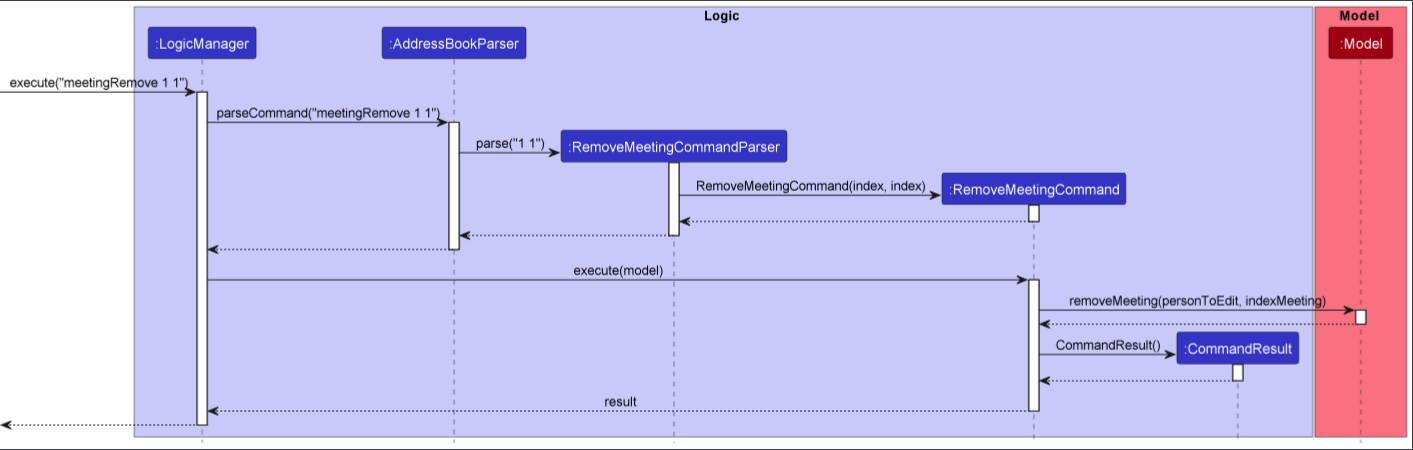 Logic
Model
:LogicManager
:AddressBookParser
:Model
execute("meetingRemove 1 1")
parseCommand("meetingRemove 1 1")
parse("1 1")
:RemoveMeetingCommandParser
RemoveMeetingCommand(index, index)
:RemoveMeetingCommand
execute(model)
removeMeeting(personToEdit, indexMeeting)
CommandResult()
:CommandResult
result